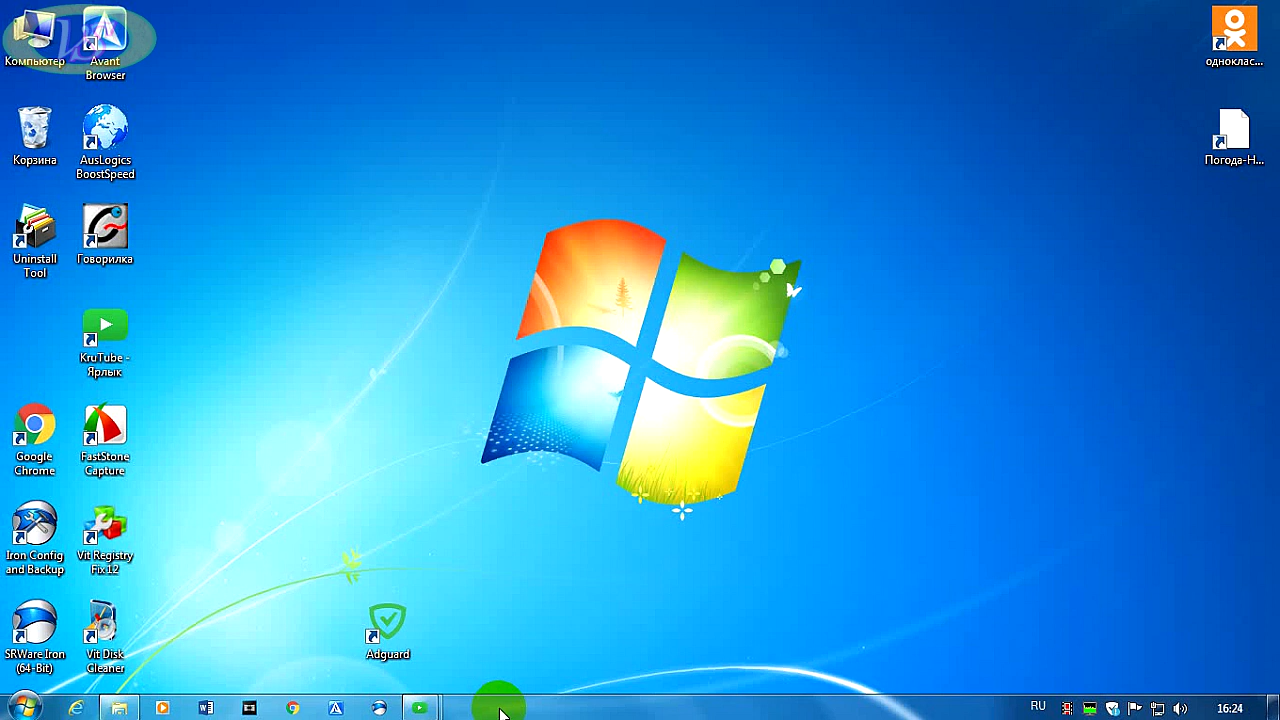 Компьютер
Avant
Browser
одноклас...
Корзина
AusLogics
BoostSpeed
Погода-Н...
Uninstall
Tool
Говорилка
KruTube -
Ярлык
Google
Chrome
FastStone
Capture
Iron Config
and Backup
Vit Registry
Fix 12
SRWare Iron
(64-Bit)
Vit Disk
Cleaner
Adguard
RU
16:24